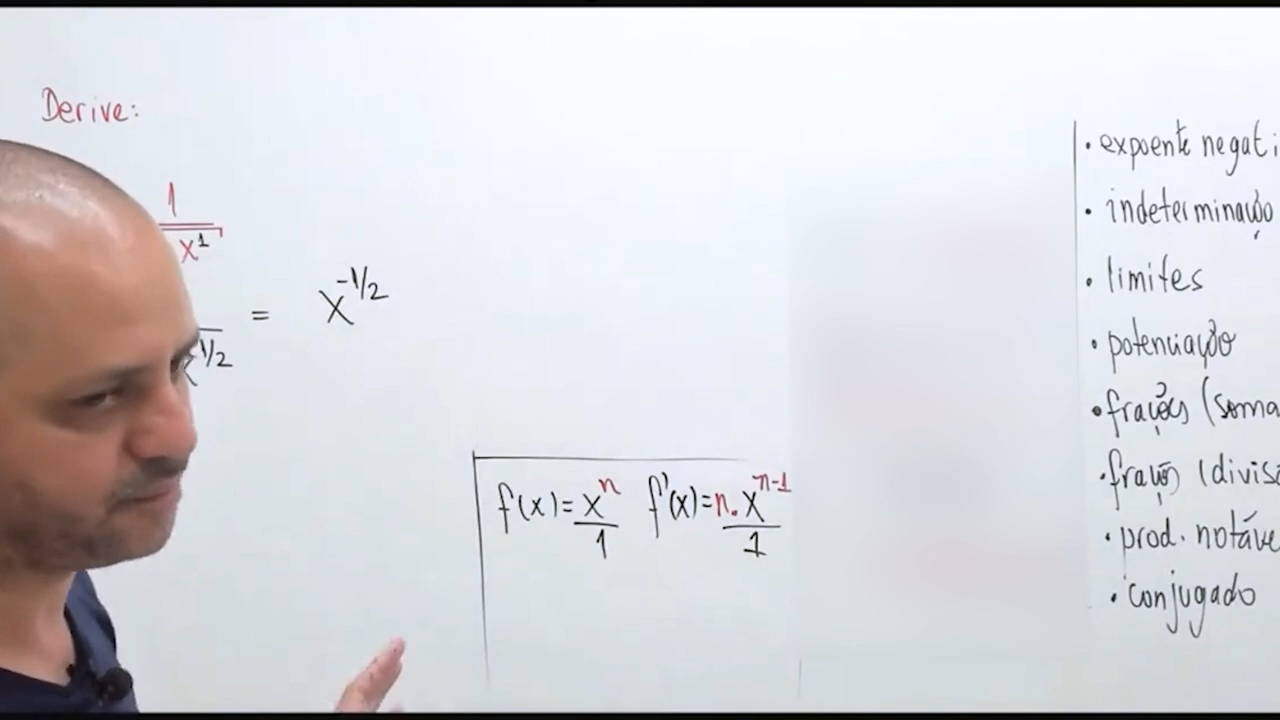 Derive:
1
x¹
x^1/2 = x^-1/2
f(x)= x^n f'(x)= n. x^n-1
1 1
• expoente negati
• indeterminação
• limites
• potenciação
• frações (soma
• frações (divisã
• prod. notáve
• conjugado